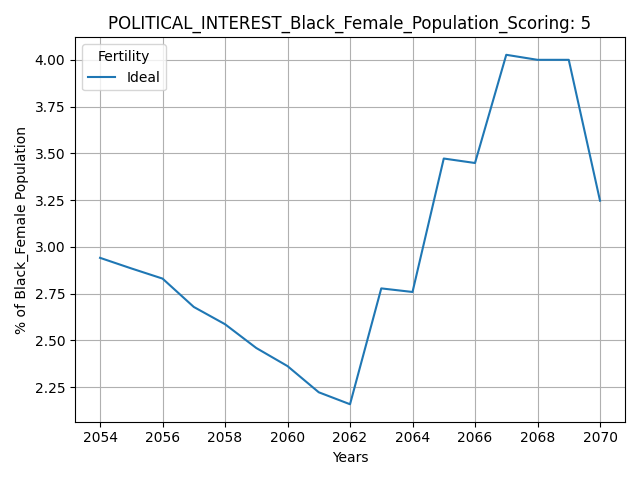 POLITICAL_INTEREST_Black_Female_Population_Scoring: 5
Fertility
Ideal
% of Black_Female Population
4.00
3.75
3.50
3.25
3.00
2.75
2.50
2.25
2054 2056 2058 2060 2062 2064 2066 2068 2070
Years